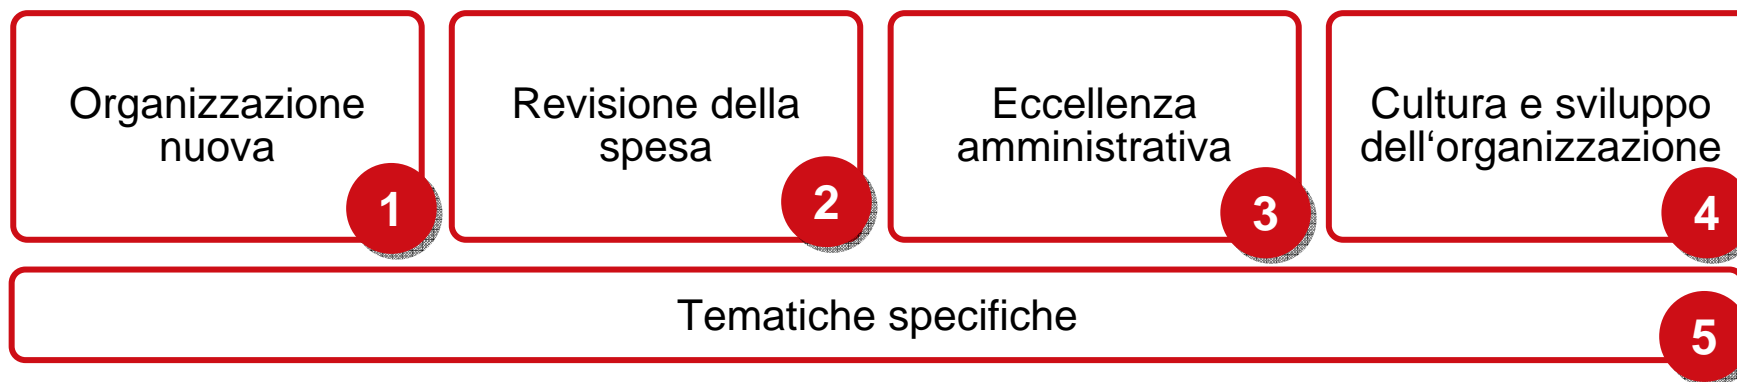 Organizzazione
nuova
1
Revisione della
spesa
2
Eccellenza
amministrativa
3
Cultura e sviluppo
dell‘organizzazione
4
Tematiche specifiche
5